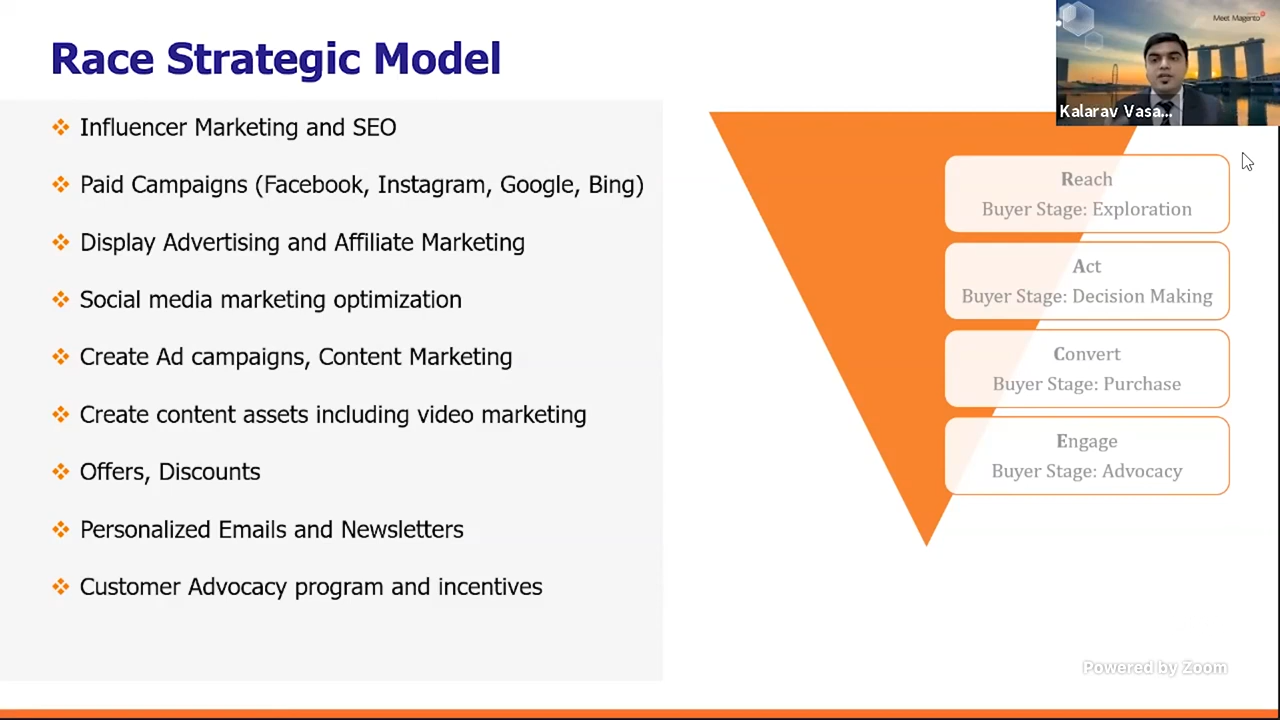 Race Strategic Model
Influencer Marketing and SEO
Paid Campaigns (Facebook, Instagram, Google, Bing)
Display Advertising and Affiliate Marketing
Social media marketing optimization
Create Ad campaigns, Content Marketing
Create content assets including video marketing
Offers, Discounts
Personalized Emails and Newsletters
Customer Advocacy program and incentives
Meet Magento
Kalarav Vasa...
Reach
Buyer Stage: Exploration
Act
Buyer Stage: Decision Making
Convert
Buyer Stage: Purchase
Engage
Buyer Stage: Advocacy
Powered by Zoom